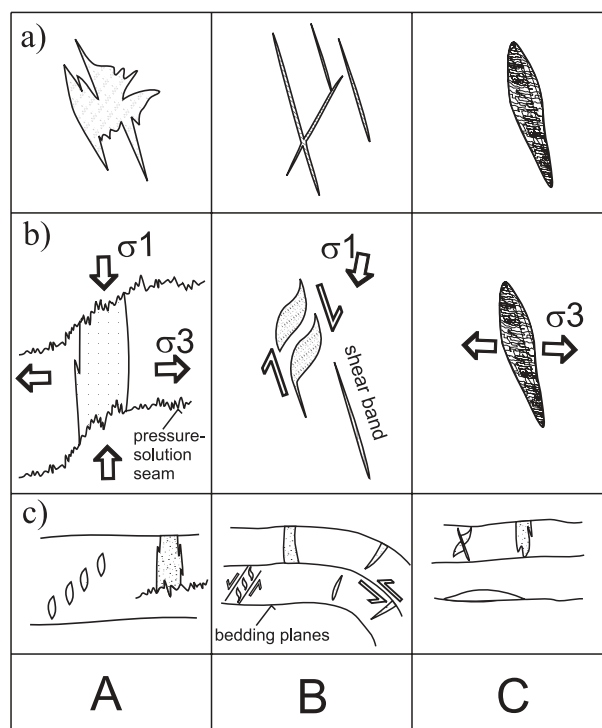 a)
b)
σ1
σ3
pressure-
solution
seam
σ1
shear band
σ3
c)
bedding planes
A
B
C